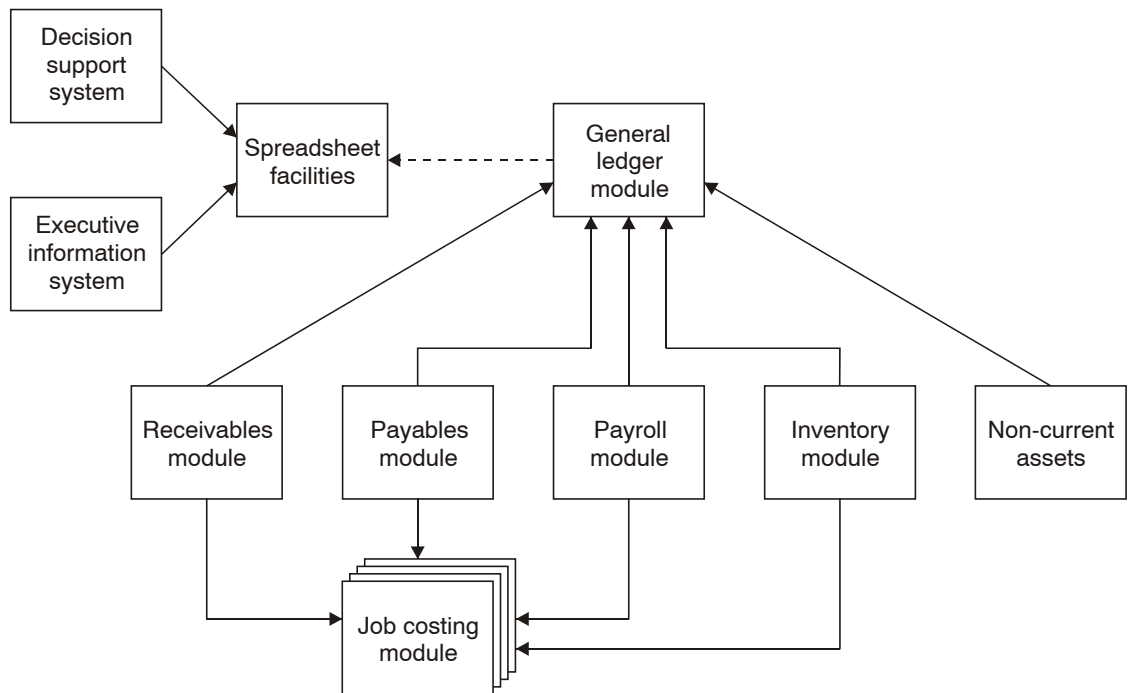 Decision
support
system
Spreadsheet
facilities
General
ledger
module
Executive
information
system
Receivables
module
Payables
module
Payroll
module
Inventory
module
Non-current
assets
Job costing
module